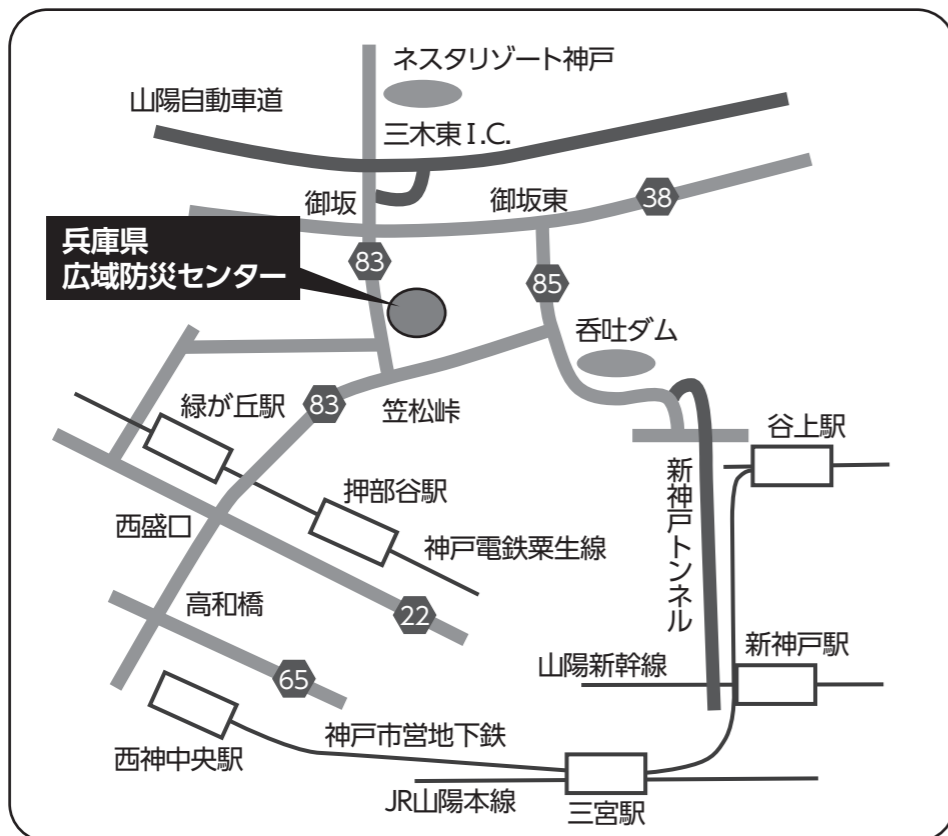 ネスタリゾート神戸
山陽自動車道
三木東I.C.
御坂
御坂東
38
兵庫県
広域防災センター
83
85
呑吐ダム
緑が丘駅
83
笠松峠
谷上駅
押部谷駅
新神戸トンネル
西盛口
神戸電鉄粟生線
高和橋
22
新神戸駅
山陽新幹線
65
神戸市営地下鉄
西神中央駅
JR山陽本線
三宮駅